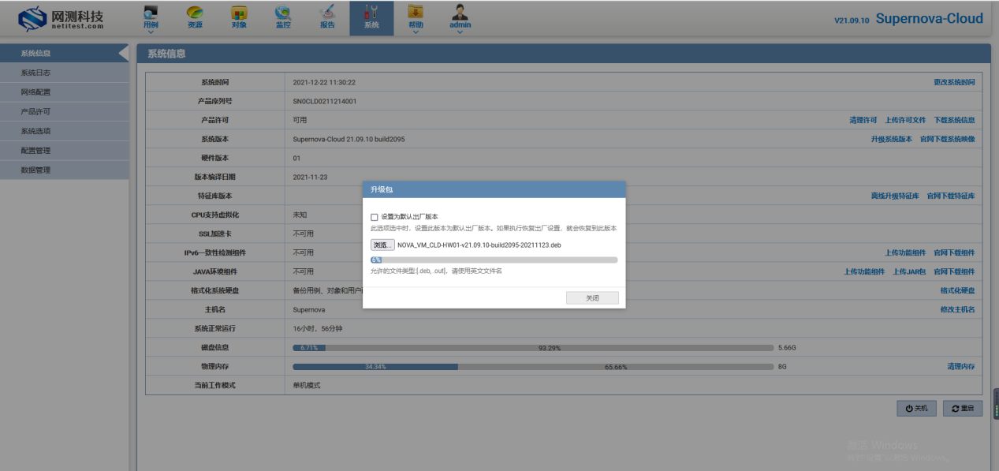 网测科技
netitest.com
用例 资源 对象 监控 报告 系统 帮助 admin
V21.09.10 Supernova-Cloud
系统信息
系统日志
网络配置
产品许可
系统选项
配置管理
数据管理
系统信息
系统时间 2021-12-22 11:30:22 更改系统时间
产品序列号 SN0CLD0211214001
产品许可 可用 清理许可 上传许可文件 下载系统信息
系统版本 Supernova-Cloud 21.09.10 build2095 升级系统版本 官网下载系统映像
硬件版本 01
版本编译日期 2021-11-23
特征库版本 离线升级特征库 官网下载特征库
CPU支持虚拟化 未知
SSL加速卡 不可用
IPv6一致性检测组件 不可用 上传功能组件 官网下载组件
JAVA环境组件 不可用 上传功能组件 上传JAR包 官网下载组件
格式化系统硬盘 备份用例、对象和用户 格式化硬盘
主机名 Supernova 修改主机名
系统正常运行 16小时，56分钟
磁盘信息 6.71% 93.29% 5.66G
物理内存 34.34% 65.66% 8G 清理内存
当前工作模式 单机模式
关机 重启
升级包
设置为默认出厂版本
此选项选中时，设置此版本为默认出厂版本。如果执行恢复出厂设置，就会恢复到此版本
浏览... NOVA_VM_CLD-HW01-v21.09.10-build2095-20211123.deb
6%
允许的文件类型:[.deb, .out]，请使用英文文件名
关闭
激活 Windows